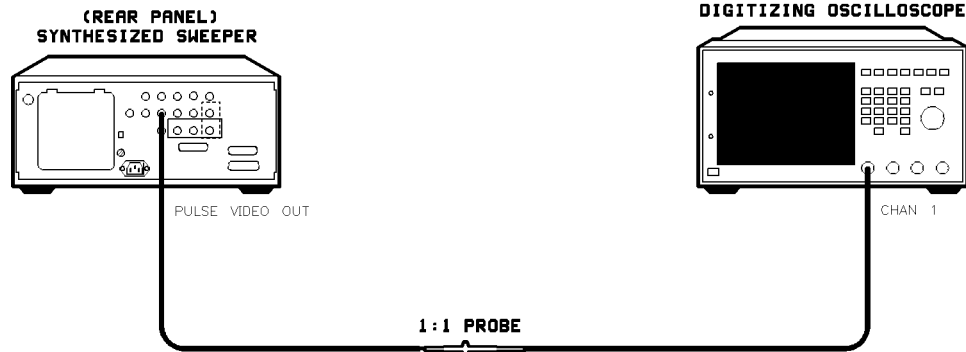 (REAR PANEL)
SYNTHESIZED SWEEPER
DIGITIZING OSCILLOSCOPE
PULSE VIDEO OUT
CHAN 1
1:1 PROBE